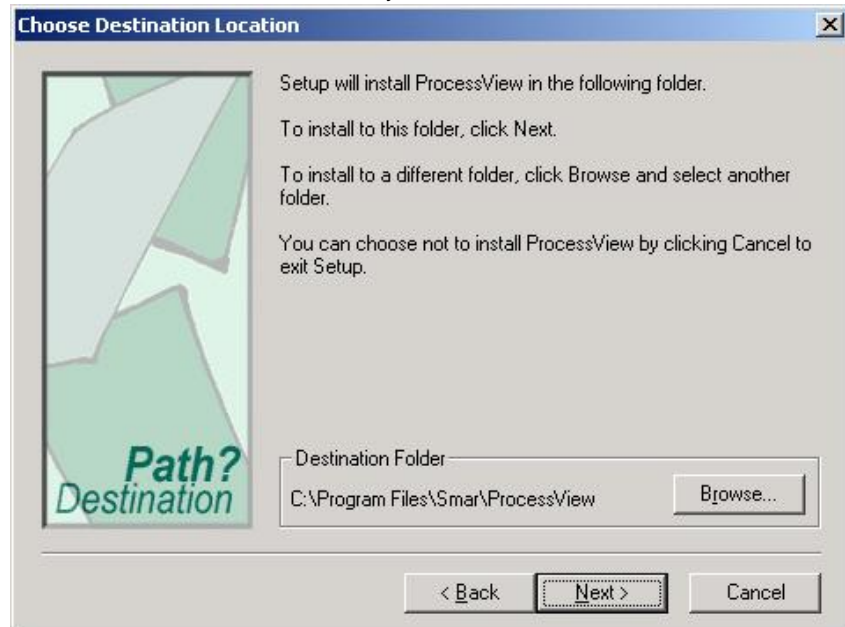 Choose Destination Location
Setup will install ProcessView in the following folder.
To install to this folder, click Next.
To install to a different folder, click Browse and select another
folder.
You can choose not to install ProcessView by clicking Cancel to
exit Setup.
Path?
Destination
Destination Folder
C:\Program Files\Smar\ProcessView
Browse...
< Back
Next >
Cancel